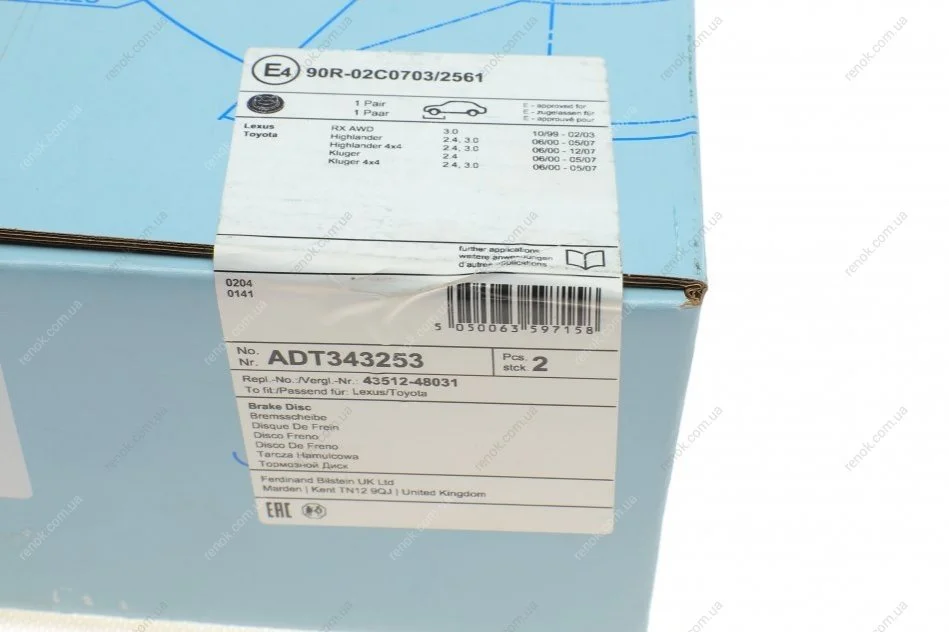 E4 90R-02C0703/2561
1 Pair
1 Paar
E - approved for
E - zugelassen für
E - approuvé pour
Lexus
Toyota
RX AWD 3.0 10/99 - 02/03
Highlander 2.4, 3.0 06/00 - 05/07
Highlander 4x4 2.4, 3.0 06/00 - 12/07
Kluger 2.4 06/00 - 05/07
Kluger 4x4 2.4, 3.0 06/00 - 05/07
further applications
weitere anwendungen
d'autres applications
0204
0141
5 050063 597158
No.
Nr. ADT343253
Pcs.
stck. 2
Repl.-No.:/Vergl.-Nr.: 43512-48031
To fit:/Passend für: Lexus/Toyota
Brake Disc
Bremsscheibe
Disque De Frein
Disco Freno
Disco De Freno
Tarcza Hamulcowa
Тормозной Диск
Ferdinand Bilstein UK Ltd
Marden | Kent TN12 9QJ | United Kingdom
EAC
renok.com.ua